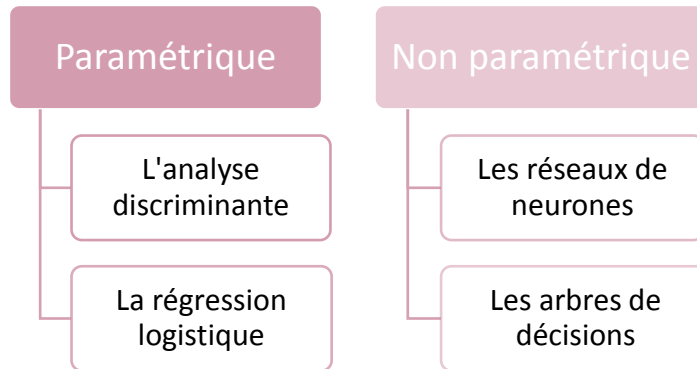 Paramétrique
L'analyse
discriminante
La régression
logistique
Non paramétrique
Les réseaux de
neurones
Les arbres de
décisions